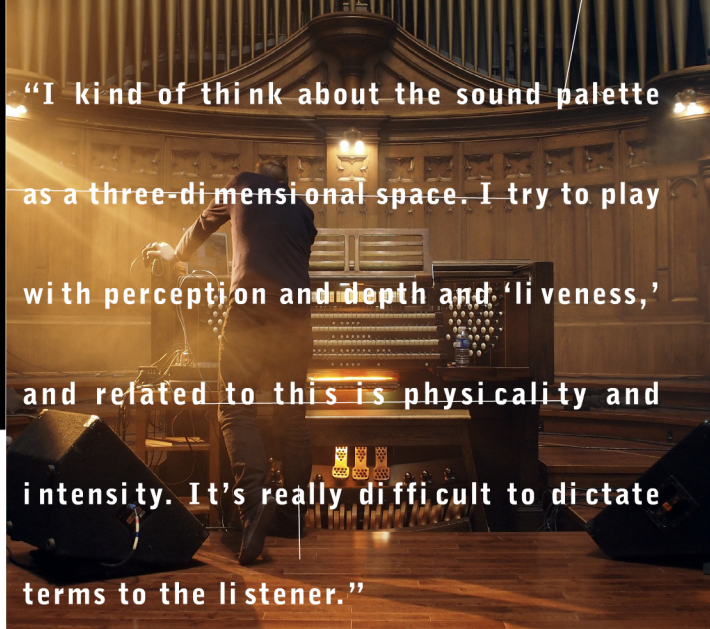 “I kind of think about the sound palette
as a three-dimensional space. I try to play
with perception and depth and ‘liveness,’
and related to this is physicality and
intensity. It’s really difficult to dictate
terms to the listener.”